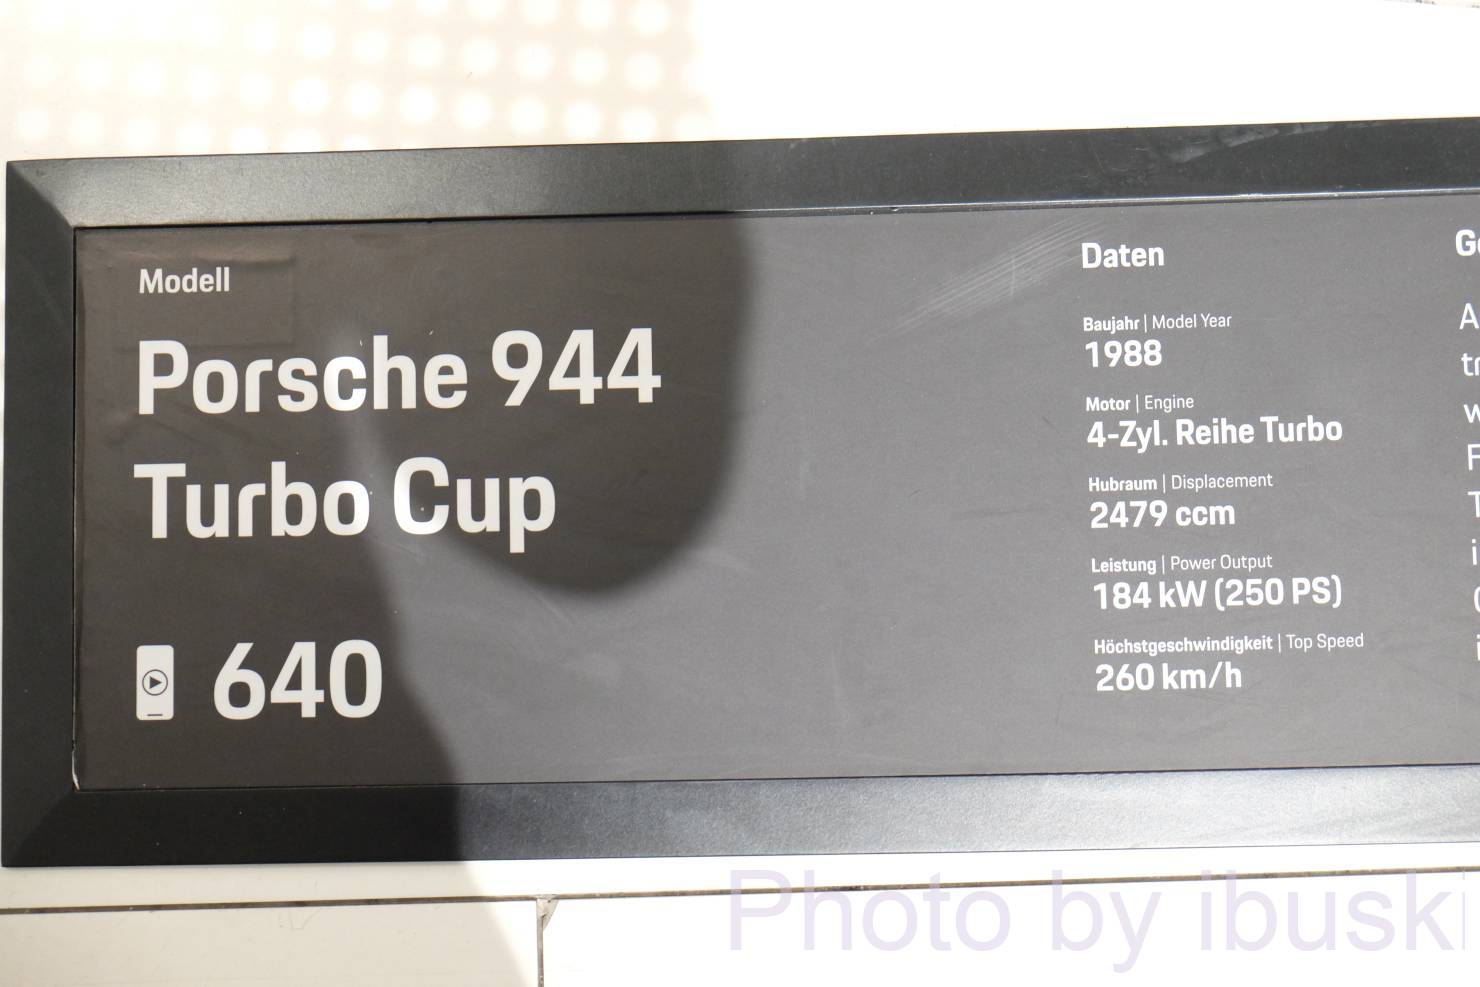 Modell
Porsche 944
Turbo Cup
640
Daten
Baujahr | Model Year
1988
Motor | Engine
4-Zyl. Reihe Turbo
Hubraum | Displacement
2479 ccm
Leistung | Power Output
184 kW (250 PS)
Höchstgeschwindigkeit | Top Speed
260 km/h
Photo by ibuski